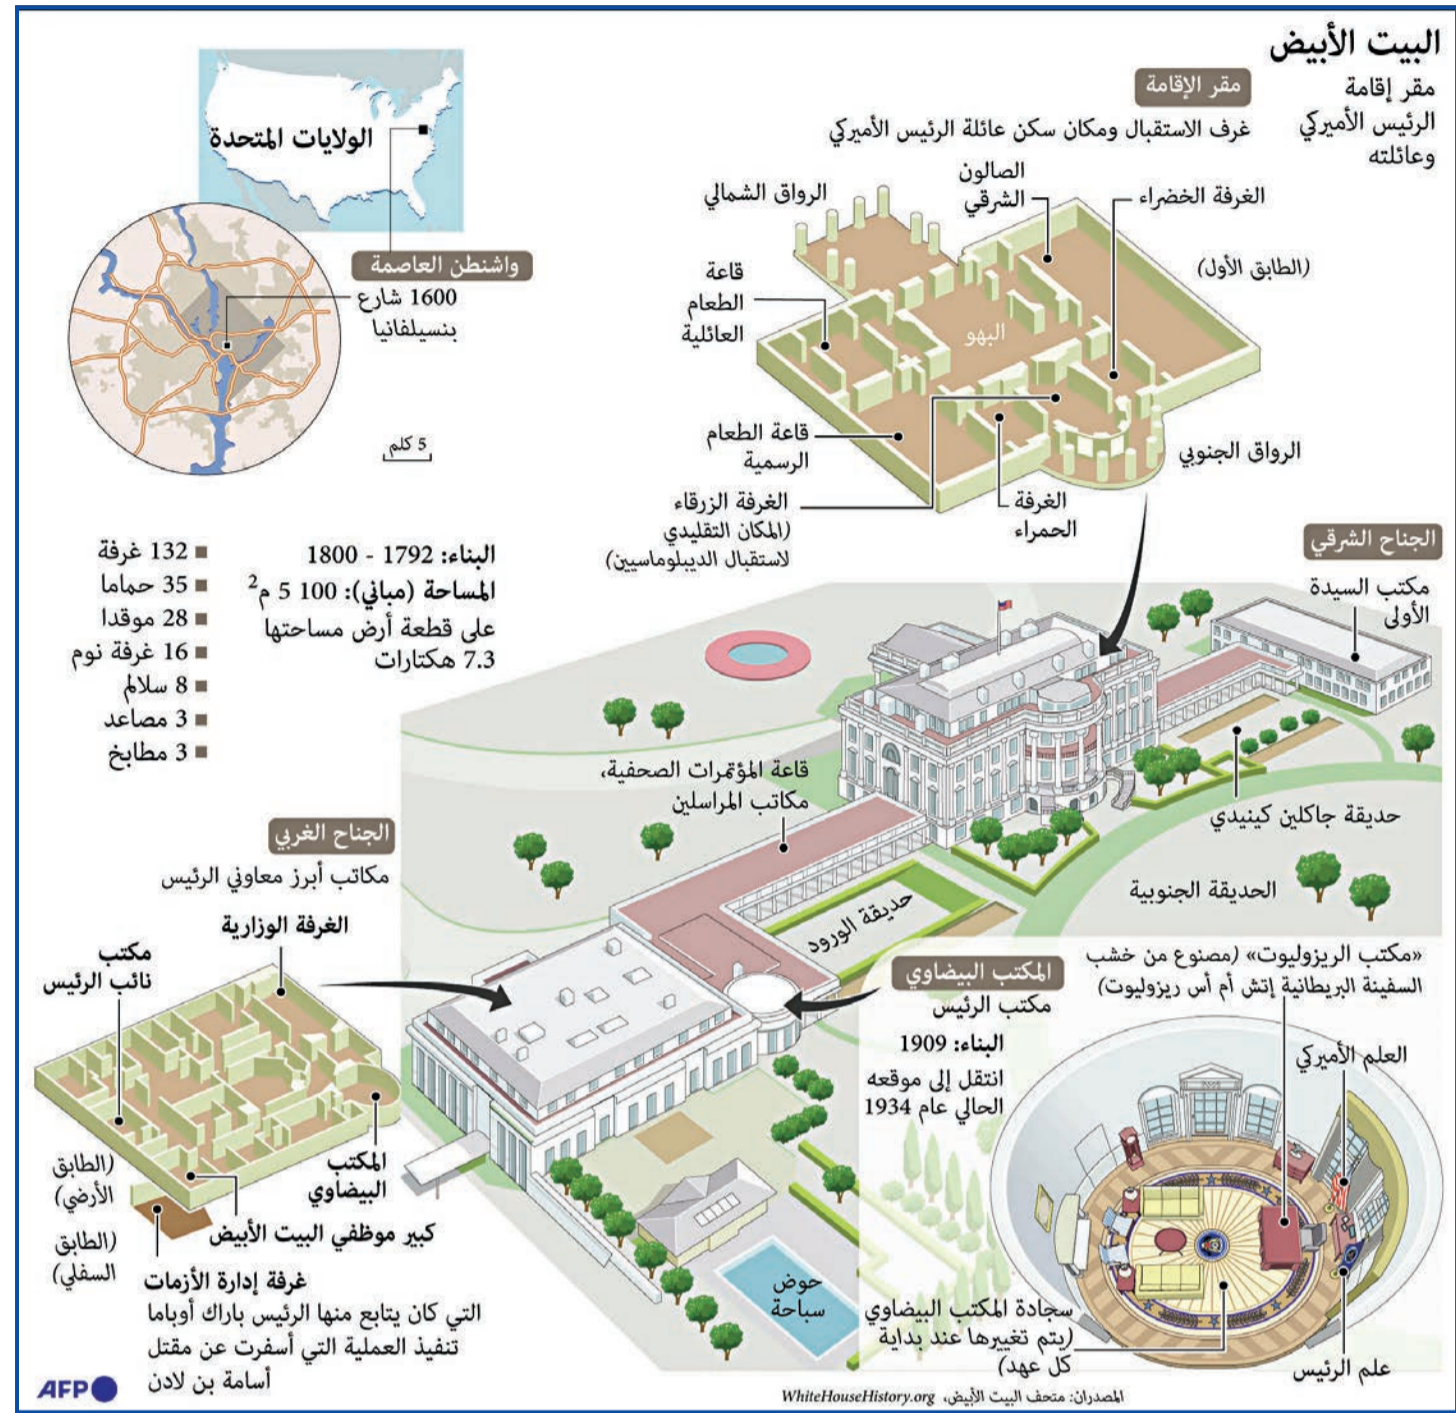 البيت الأبيض
مقر إقامة
الرئيس الأميركي
وعائلته
مقر الإقامة
غرف الاستقبال ومكان سكن عائلة الرئيس الأميركي
الصالون
الشرقي
الغرفة الخضراء
الرواق الشمالي
(الطابق الأول)
قاعة
الطعام
العائلية
البهو
قاعة الطعام
الرسمية
الرواق الجنوبي
الغرفة الزرقاء
(المكان التقليدي
لاستقبال الديبلوماسيين)
الغرفة
الحمراء
الولايات المتحدة
واشنطن العاصمة
1600 شارع
بنسيلفانيا
5 كلم
البناء: 1792 - 1800
المساحة (مباني): 100 5 م2
على قطعة أرض مساحتها
7.3 هكتارات
132 غرفة
35 حماما
28 موقدا
16 غرفة نوم
8 سلالم
3 مصاعد
3 مطابخ
الجناح الشرقي
مكتب السيدة
الأولى
قاعة المؤتمرات الصحفية،
مكاتب المراسلين
حديقة جاكلين كينيدي
الحديقة الجنوبية
حديقة الورود
الجناح الغربي
مكاتب أبرز معاوني الرئيس
الغرفة الوزارية
مكتب
نائب الرئيس
المكتب
البيضاوي
(الطابق
الأرضي)
كبير موظفي البيت الأبيض
(الطابق
السفلي)
غرفة إدارة الأزمات
التي كان يتابع منها الرئيس باراك أوباما
تنفيذ العملية التي أسفرت عن مقتل
أسامة بن لادن
حوض
سباحة
المكتب البيضاوي
مكتب الرئيس
البناء: 1909
انتقل إلى موقعه
الحالي عام 1934
«مكتب الريزوليوت» (مصنوع من خشب
السفينة البريطانية إتش أم أس ريزوليوت)
العلم الأميركي
سجادة المكتب البيضاوي
(يتم تغييرها عند بداية
كل عهد)
علم الرئيس
المصدران: متحف البيت الأبيض، WhiteHouseHistory.org
AFP